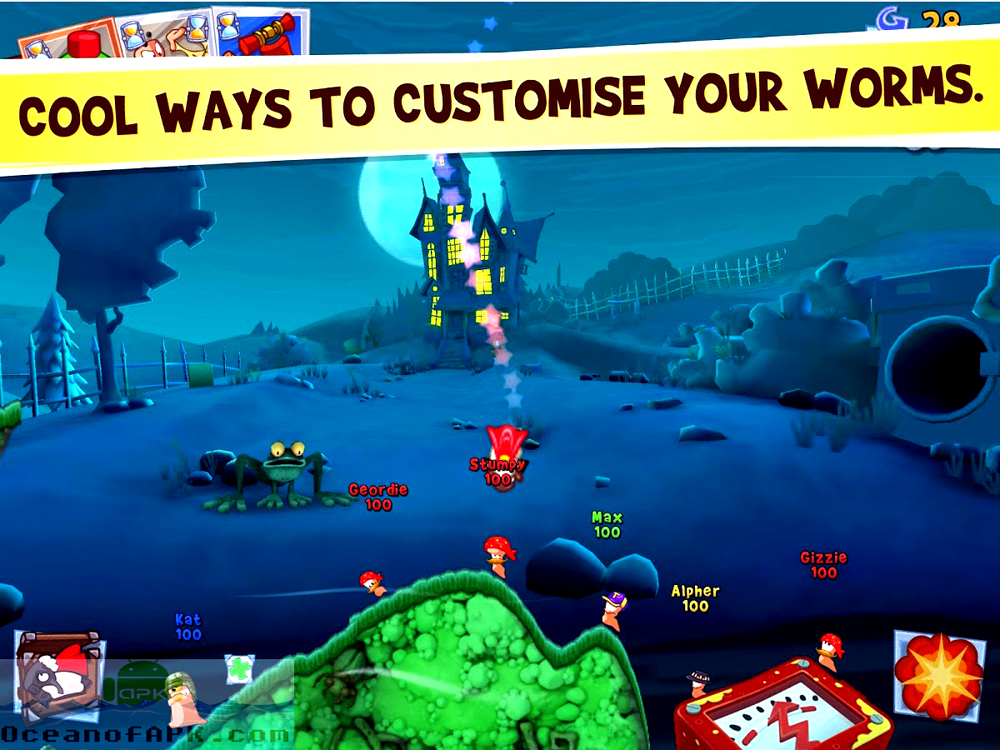 28
COOL WAYS TO CUSTOMISE YOUR WORMS.
Stumpy
100
Geordie
100
Max
100
Gizzie
100
Alpher
100
Kat
100
APK
OceanofAPK.com